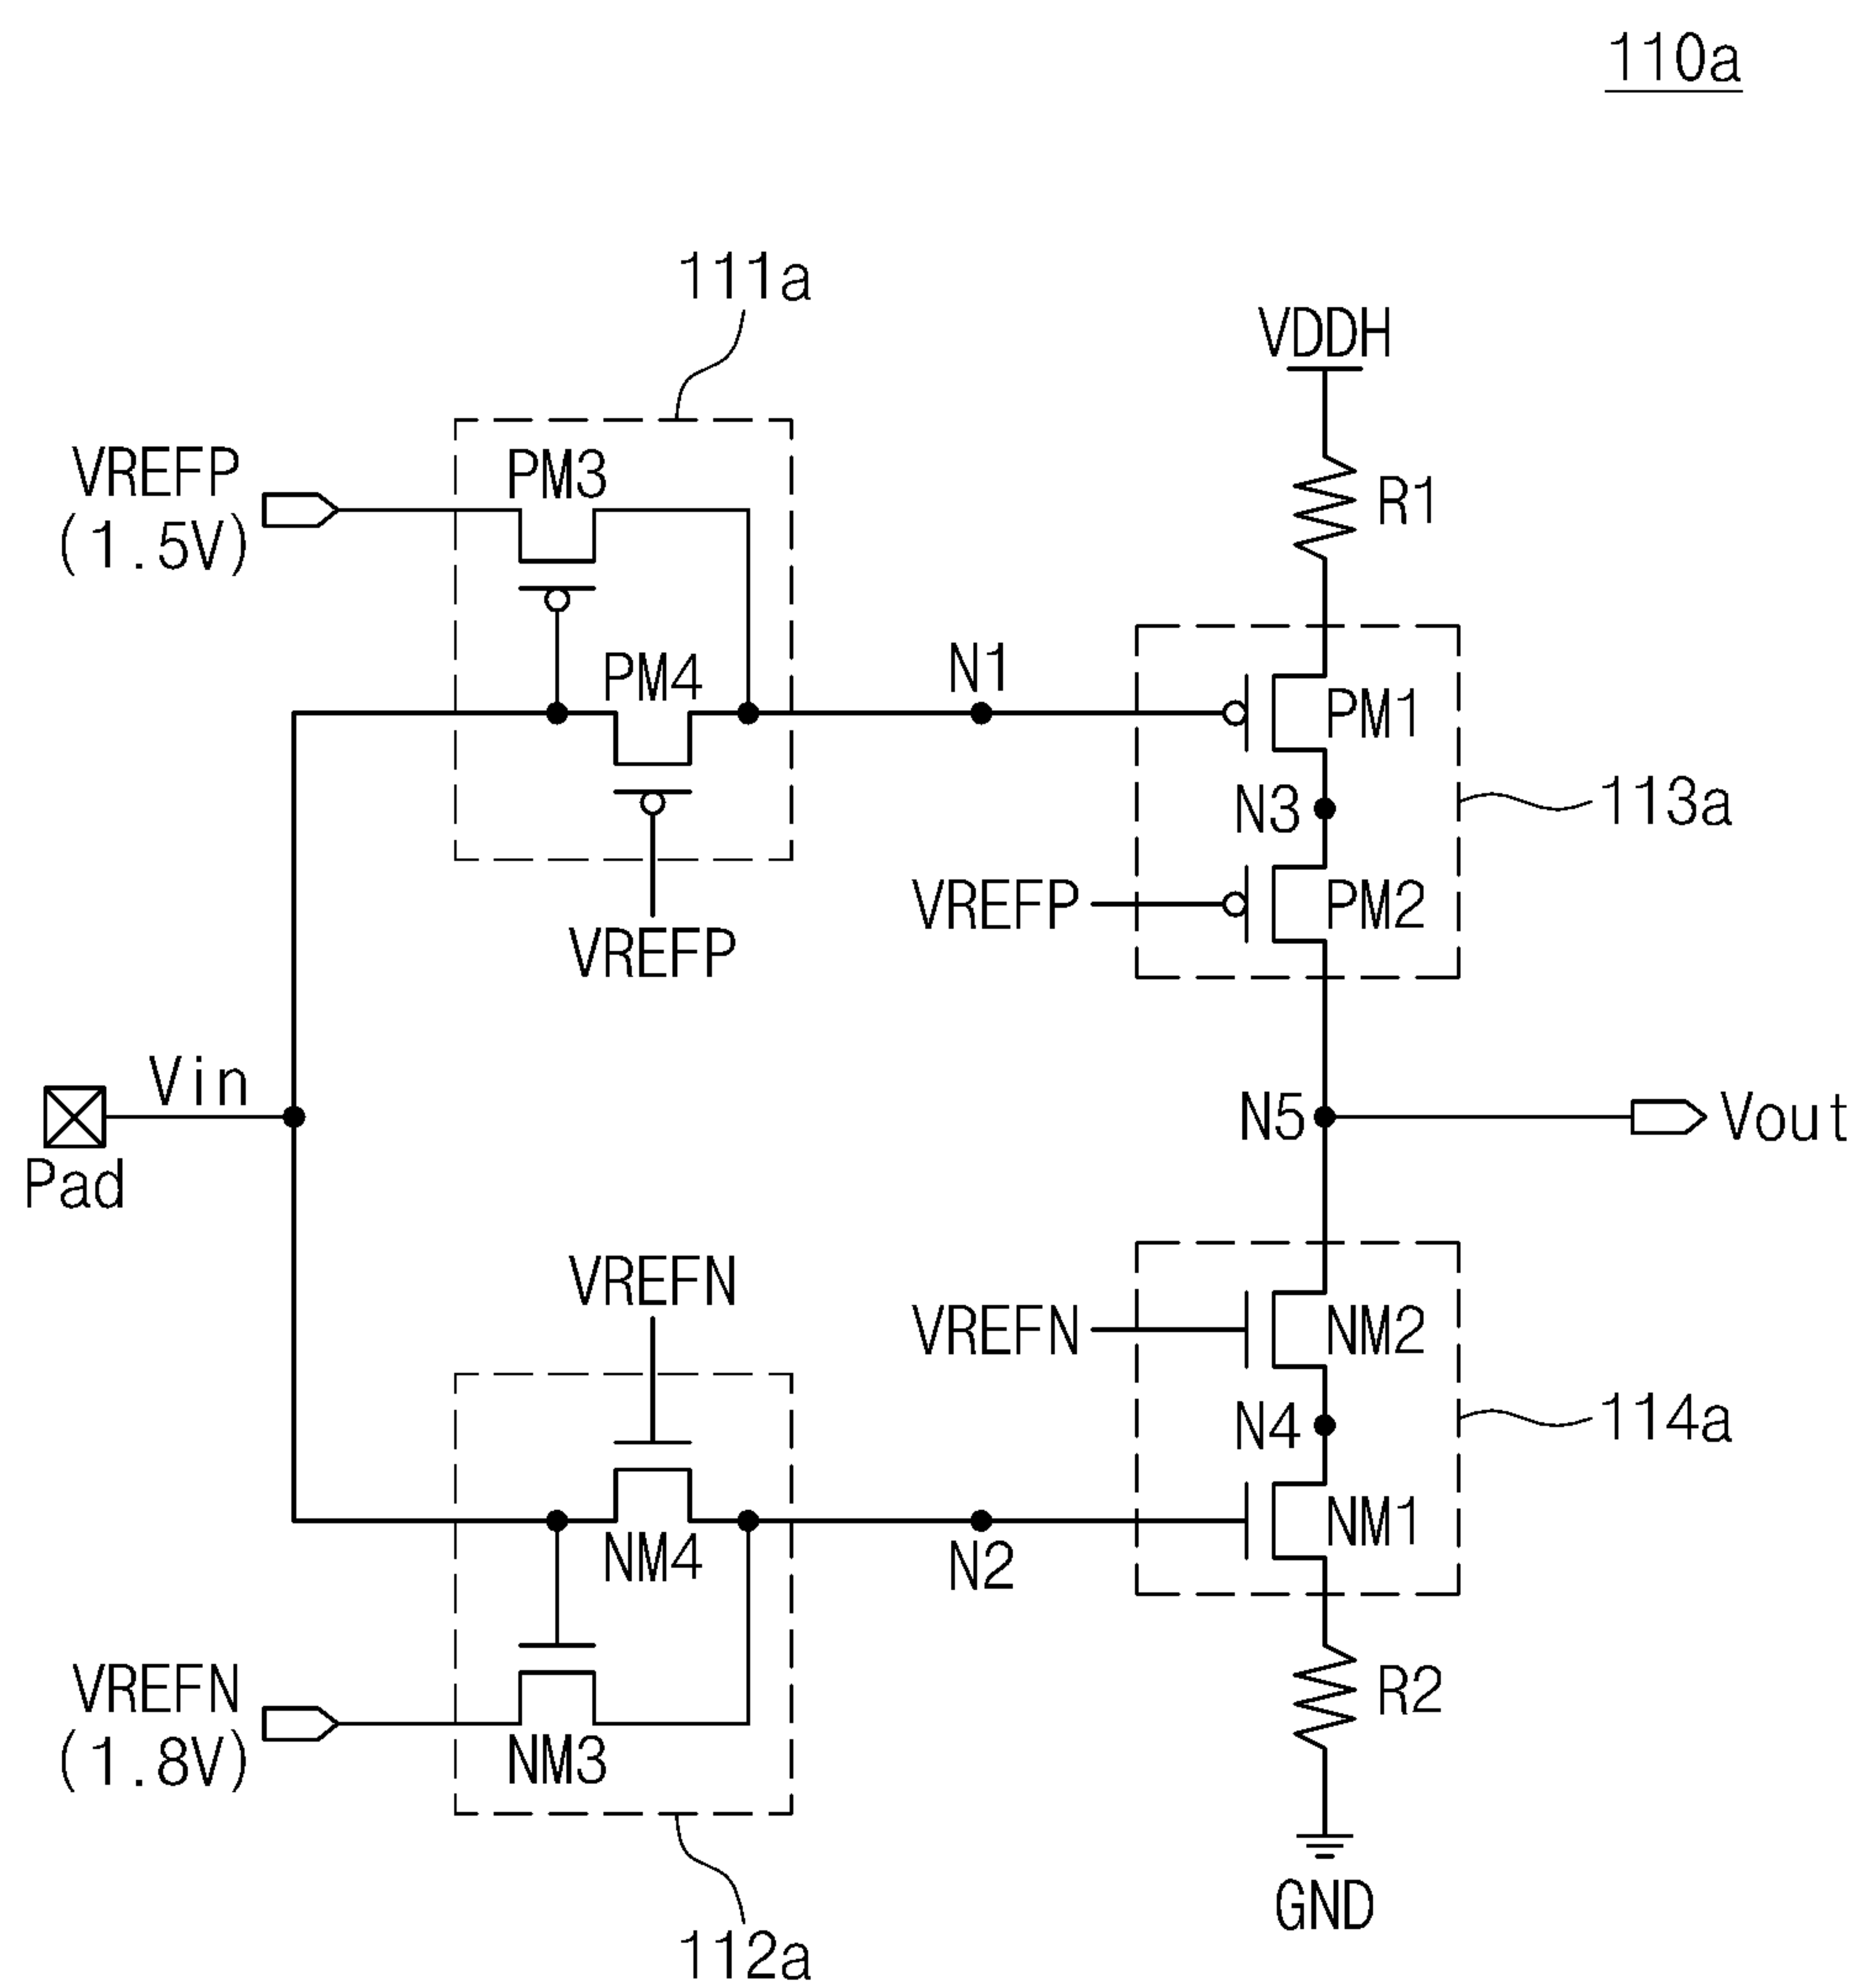 110a
111a
VDDH
VREFP
(1.5V)
PM3
R1
PM4
N1
PM1
N3
113a
VREFP
PM2
VREFP
Vin
Pad
N5
Vout
VREFN
VREFN
NM2
N4
114a
NM4
N2
NM1
VREFN
(1.8V)
NM3
R2
GND
112a